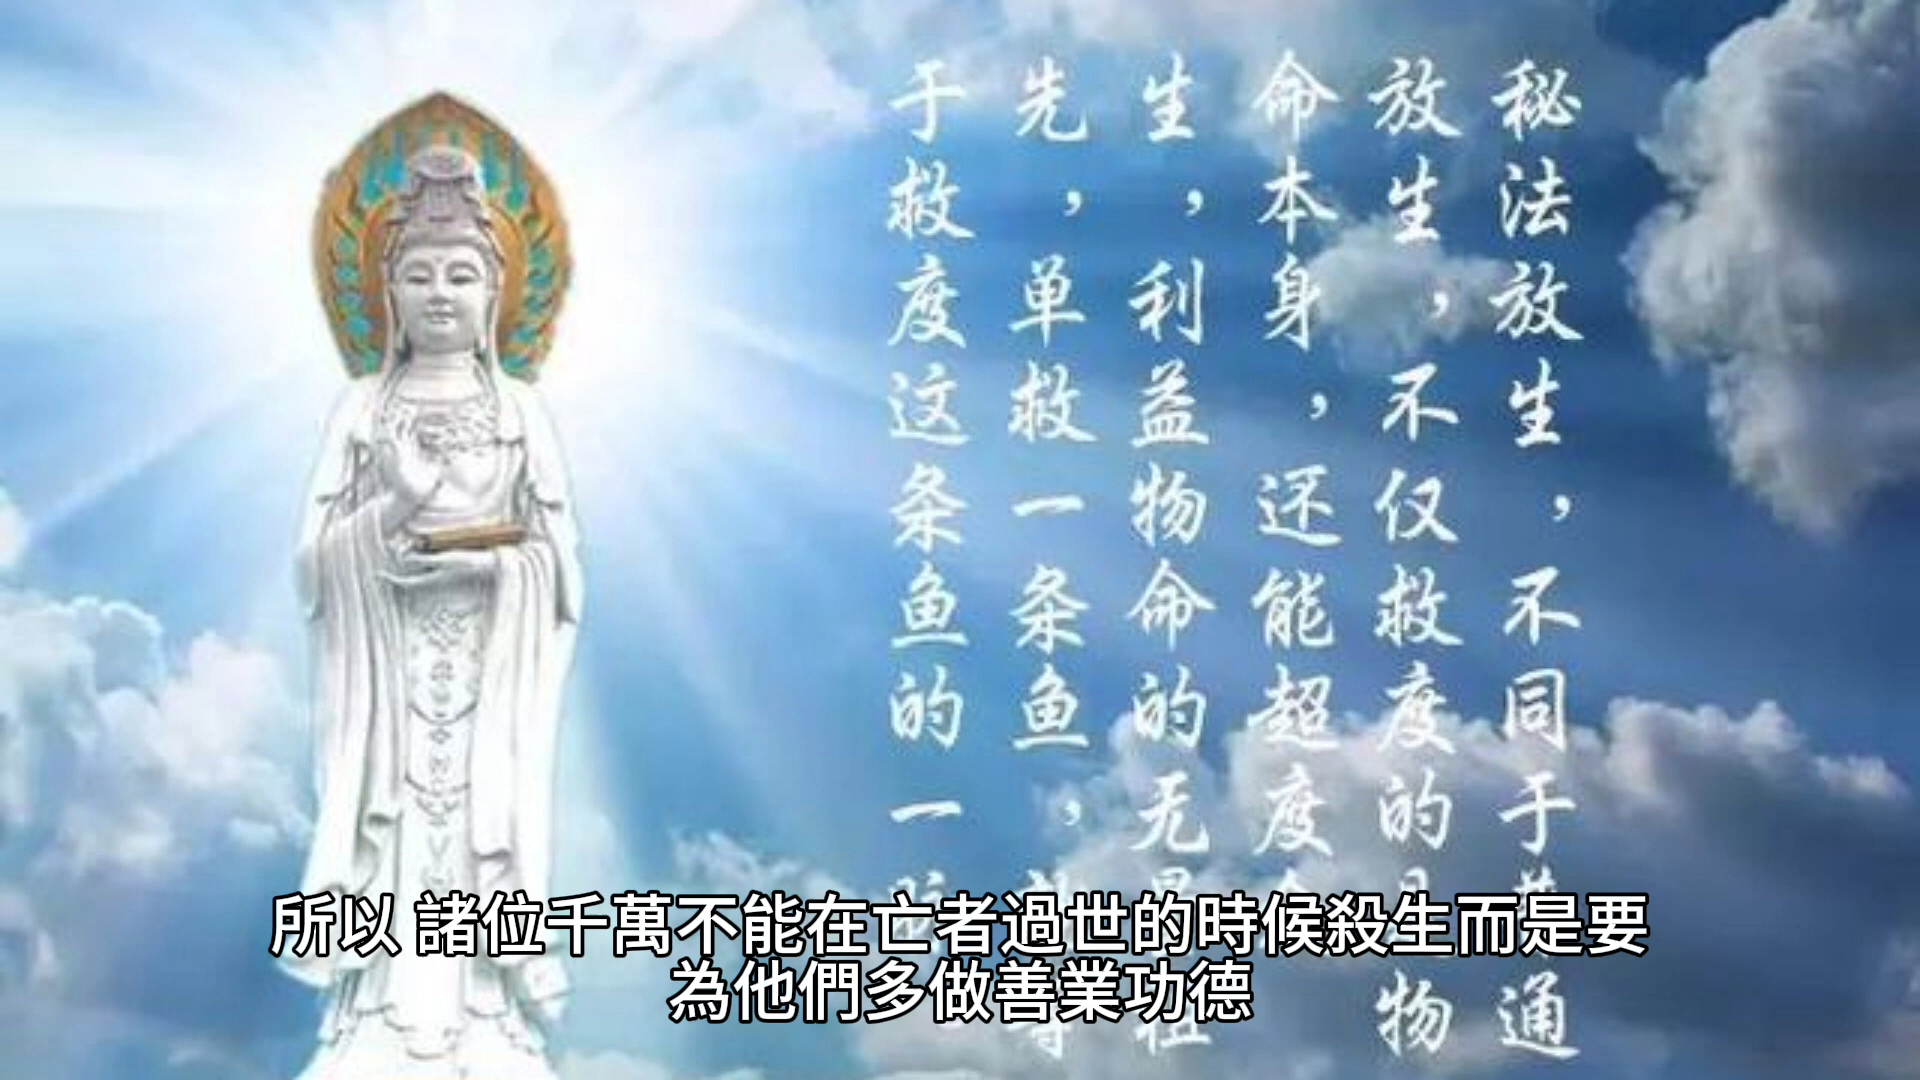 秘法放生，不同于
放生，不仅救度的
命本身，还能超度
生，利益物命的无
先，单救一条鱼，
于救度这条鱼的一
通
物
所以 諸位千萬不能在亡者過世的時候殺生而是要
為他們多做善業功德